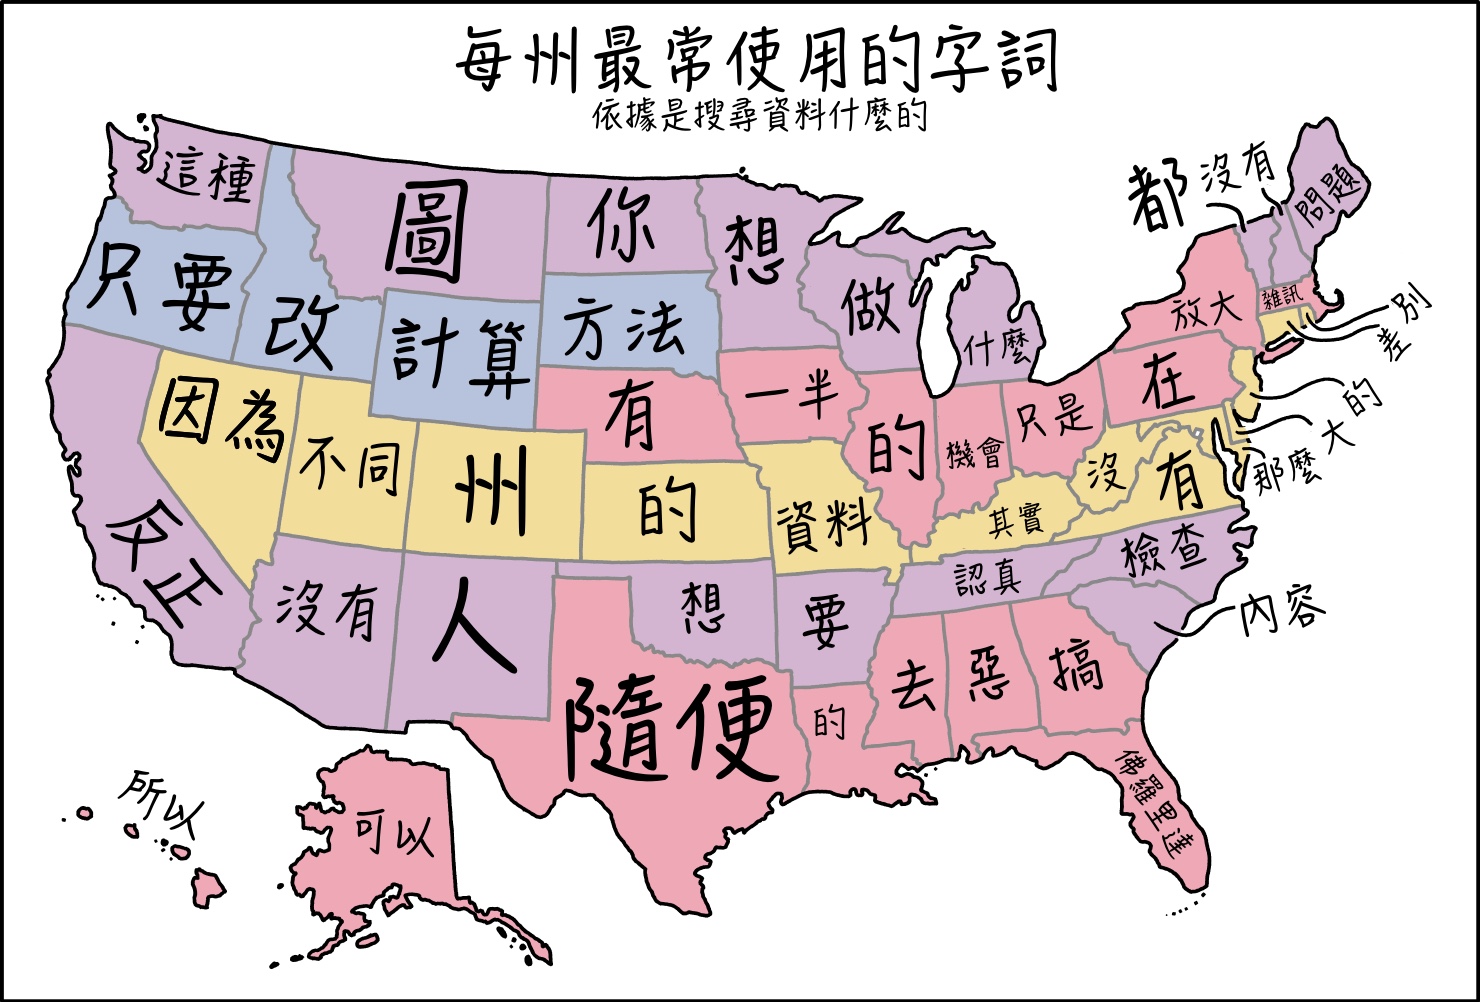 每州最常使用的字詞
依據是搜尋資料什麼的
這種 圖 你 想 做 什麼 都 沒有 問題
只要 改 計算 方法 一半 的 機會 只是 在 放大 雜訊
因為 不同 州 的 有 資料 其實 沒 有 那麼 大 的 差 別
反正 沒有 人 想 要 認真 檢查 內容
所以 可以 隨便 的 去 惡 搞 佛羅里達